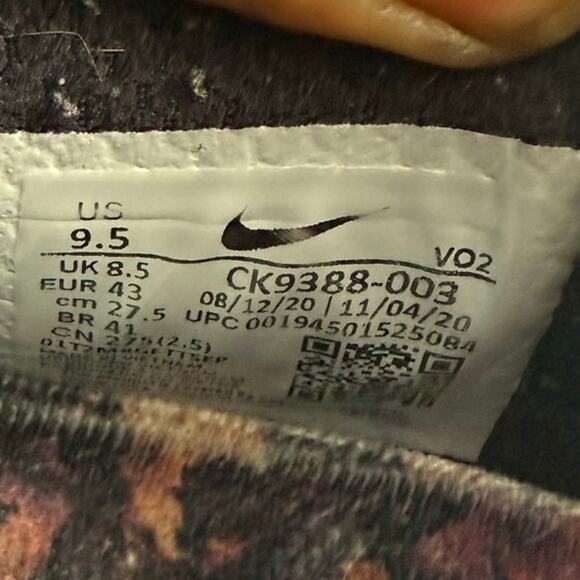 US
9.5
VO2
UK 8.5
EUR 43
cm 27.5
BR 41
CN 275(2.5)
CK9388-003
08/12/20 | 11/04/20
UPC 00194501525084